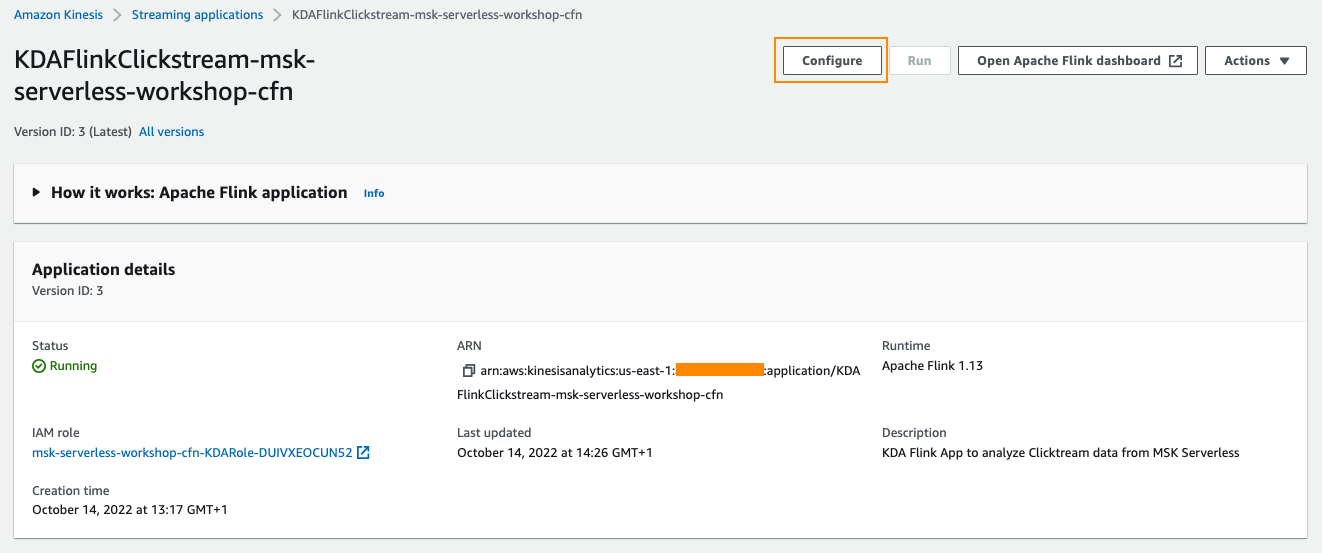 Amazon Kinesis > Streaming applications > KDAFlinkClickstream-msk-serverless-workshop-cfn
KDAFlinkClickstream-msk-
serverless-workshop-cfn
Configure
Run
Open Apache Flink dashboard
Actions
Version ID: 3 (Latest) All versions
How it works: Apache Flink application Info
Application details
Version ID: 3
Status
Running
ARN
arn:aws:kinesisanalytics:us-east-1: :application/KDA
FlinkClickstream-msk-serverless-workshop-cfn
Runtime
Apache Flink 1.13
IAM role
msk-serverless-workshop-cfn-KDARole-DUIVXEOCUN52
Last updated
October 14, 2022 at 14:26 GMT+1
Description
KDA Flink App to analyze Clicktream data from MSK Serverless
Creation time
October 14, 2022 at 13:17 GMT+1